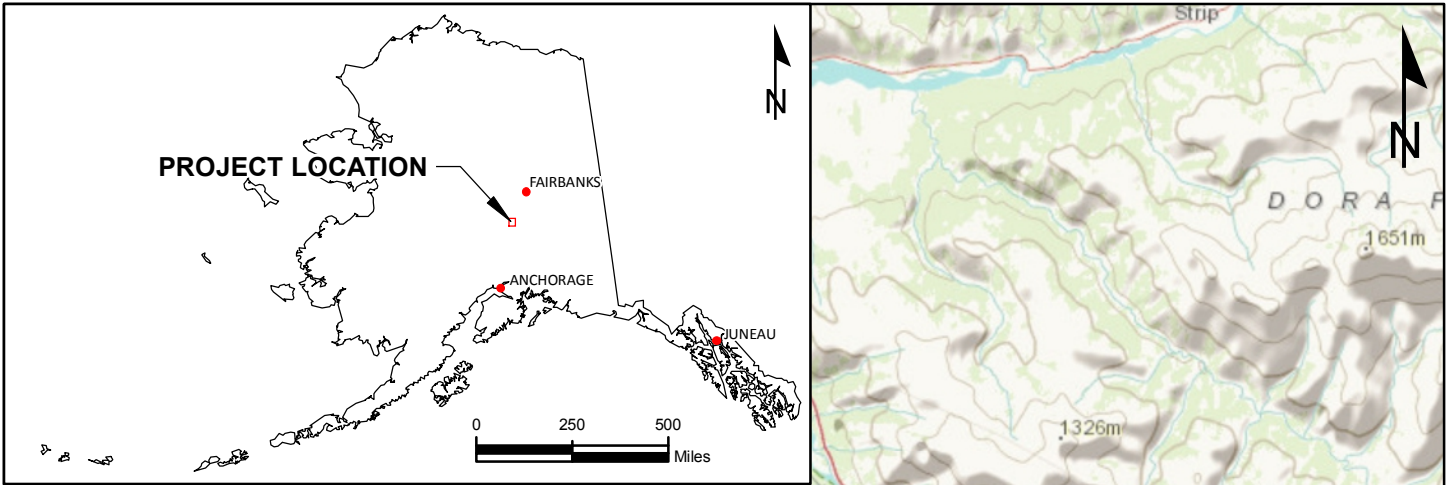 N
PROJECT LOCATION
FAIRBANKS
ANCHORAGE
JUNEAU
0 250 500
Miles
Strip
N
D O R A
1651m
1326m